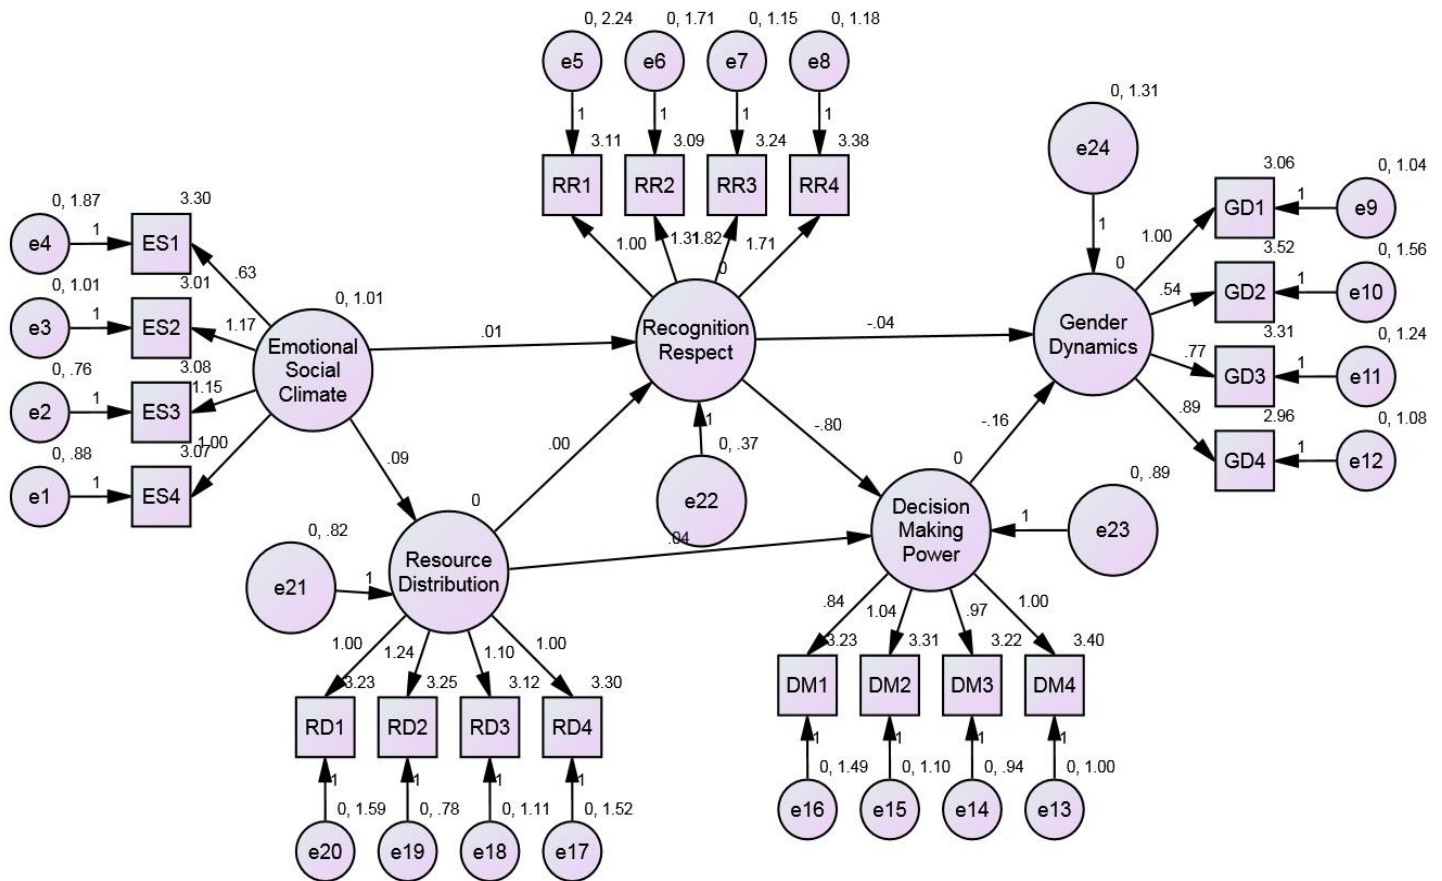 0, 2.24
0, 1.71
0, 1.15
0, 1.18
e5
e6
e7
e8
1
1
1
1
3.11
3.09
3.24
3.38
RR1
RR2
RR3
RR4
1.00
1.31
1.82
1.71
0
Recognition
Respect
0, 1.31
e24
1
0
Gender
Dynamics
3.06
0, 1.04
GD1
1
e9
1.00
3.52
0, 1.56
GD2
1
e10
.54
3.31
0, 1.24
GD3
1
e11
.77
2.96
0, 1.08
GD4
1
e12
.89
0, 1.87
3.30
e4
1
ES1
.63
0, 1.01
3.01
e3
1
ES2
1.17
0, .76
3.08
e2
1
ES3
1.15
0, .88
3.07
e1
1
ES4
1.00
0, 1.01
Emotional
Social
Climate
.01
-.04
.09
.00
-.80
-.16
.04
1
0, .37
e22
0, .82
e21
1
0
Resource
Distribution
0
Decision
Making
Power
0, .89
1
e23
1.00
1.24
1.10
1.00
3.23
3.25
3.12
3.30
RD1
RD2
RD3
RD4
1
1
1
1
0, 1.59
0, .78
0, 1.11
0, 1.52
e20
e19
e18
e17
.84
1.04
.97
1.00
3.23
3.31
3.22
3.40
DM1
DM2
DM3
DM4
1
1
1
1
0, 1.49
0, 1.10
0, .94
0, 1.00
e16
e15
e14
e13